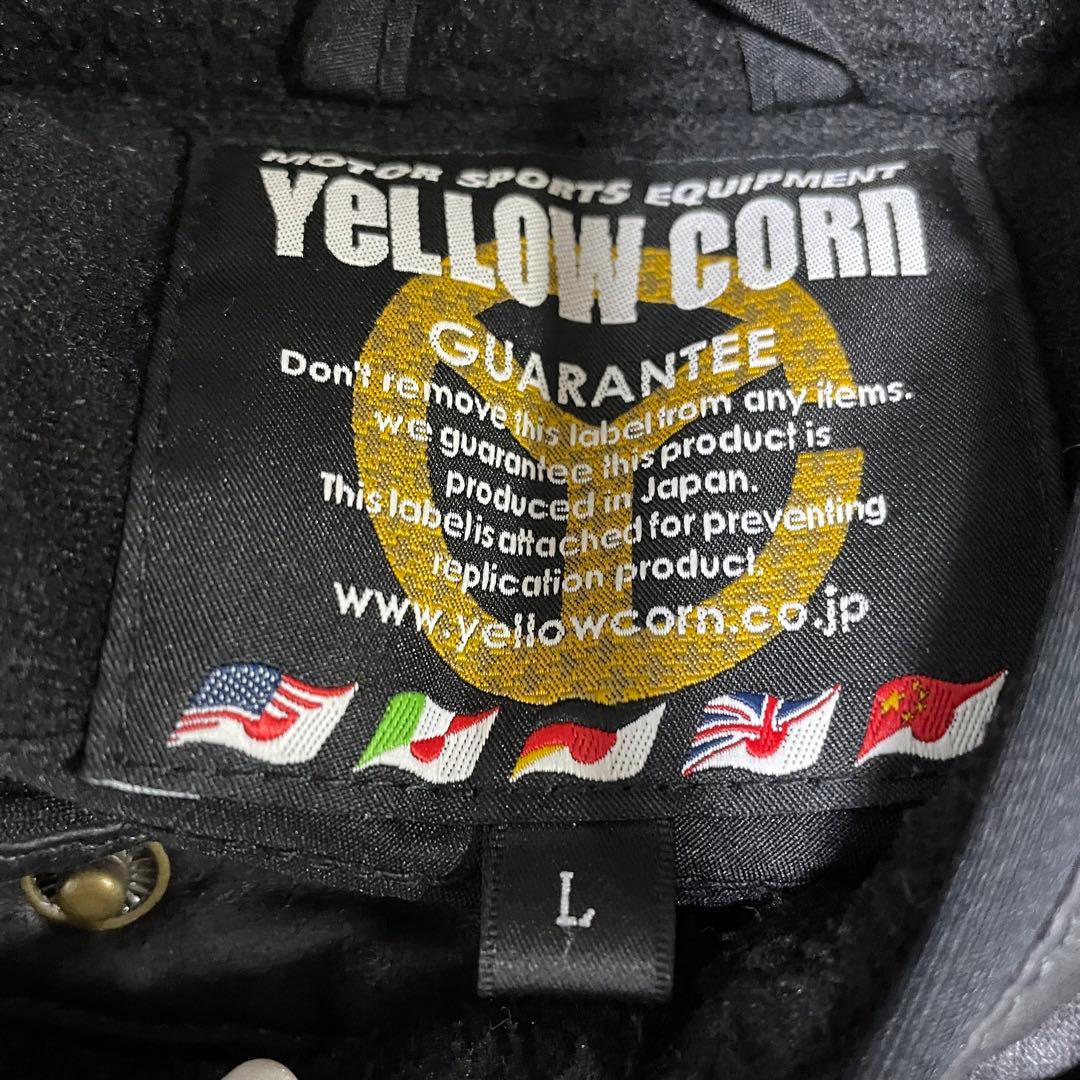 MOTOR SPORTS EQUIPMENT
YeLLOW CORn
GUARANTEE
Don't remove this label from any items.
we guarantee this product is
produced in Japan.
This label is attached for preventing
replication product.
www.yellowcorn.co.jp
L